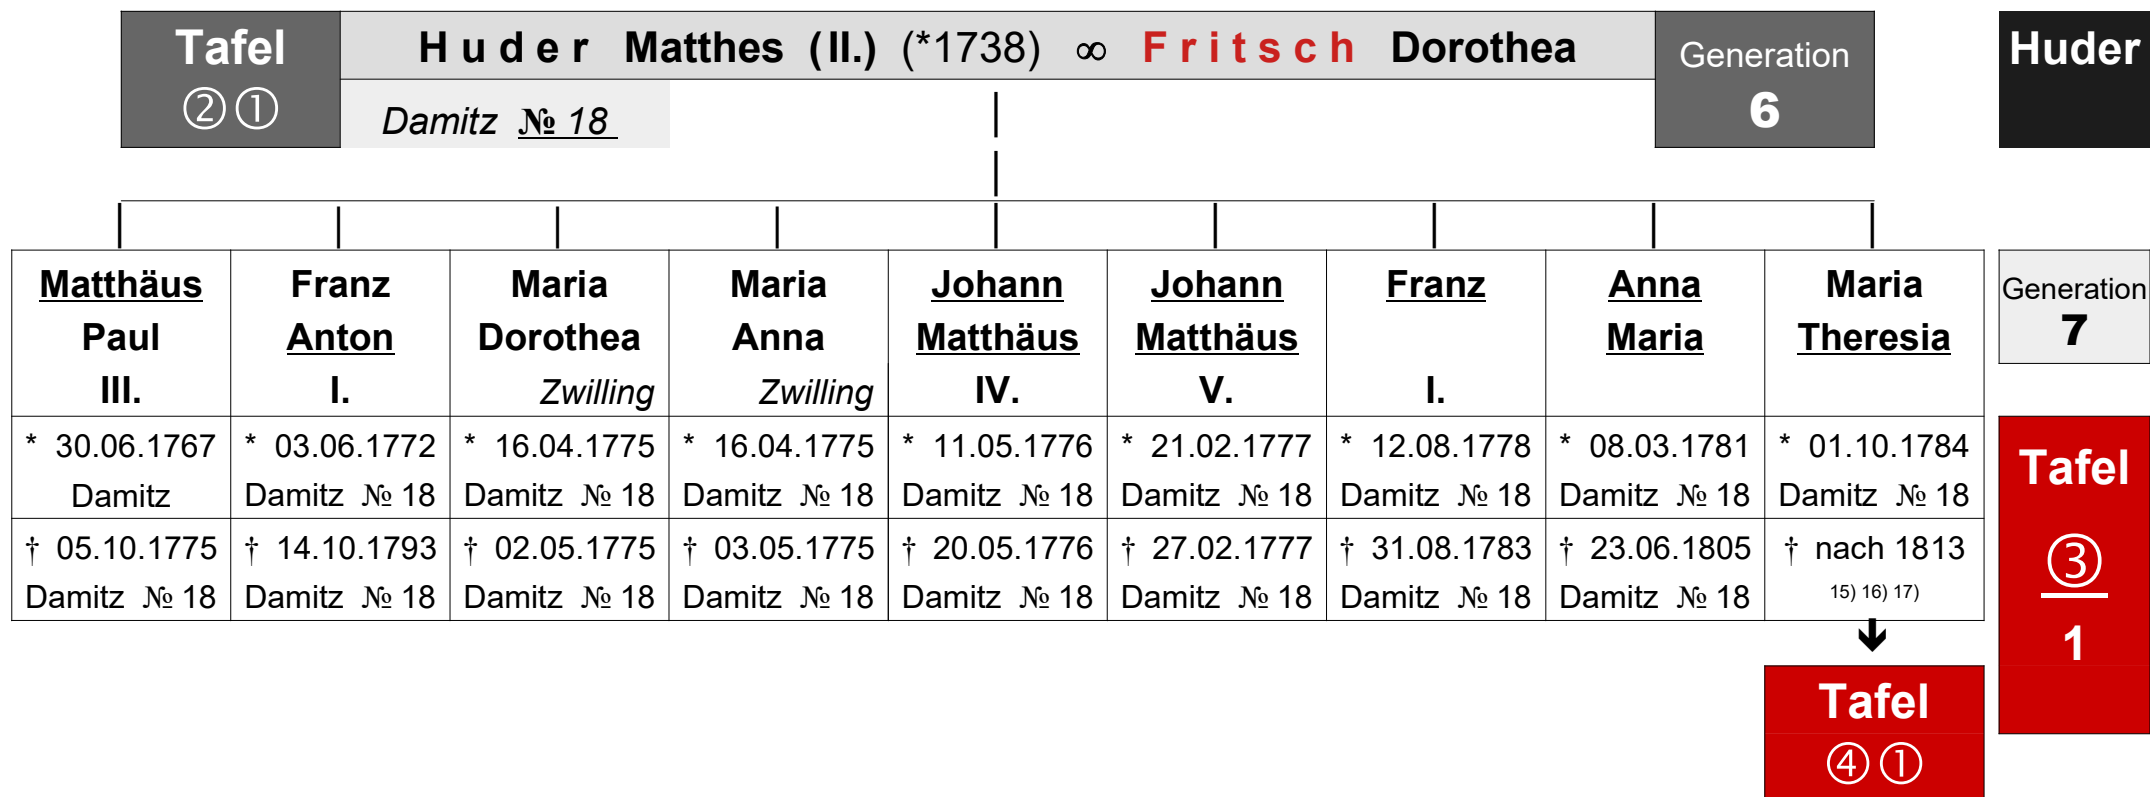 Tafel
②①
H u d e r Matthes (II.) (*1738) ∞ F r i t s c h Dorothea
Damitz № 18
Generation
6
Huder
Matthäus
Paul
III.
* 30.06.1767
Damitz
† 05.10.1775
Damitz № 18
Franz
Anton
I.
* 03.06.1772
Damitz № 18
† 14.10.1793
Damitz № 18
Maria
Dorothea
Zwilling
* 16.04.1775
Damitz № 18
† 02.05.1775
Damitz № 18
Maria
Anna
Zwilling
* 16.04.1775
Damitz № 18
† 03.05.1775
Damitz № 18
Johann
Matthäus
IV.
* 11.05.1776
Damitz № 18
† 20.05.1776
Damitz № 18
Johann
Matthäus
V.
* 21.02.1777
Damitz № 18
† 27.02.1777
Damitz № 18
Franz
I.
* 12.08.1778
Damitz № 18
† 31.08.1783
Damitz № 18
Anna
Maria
* 08.03.1781
Damitz № 18
† 23.06.1805
Damitz № 18
Maria
Theresia
* 01.10.1784
Damitz № 18
† nach 1813
15) 16) 17)
Generation
7
Tafel
③
1
Tafel
④①